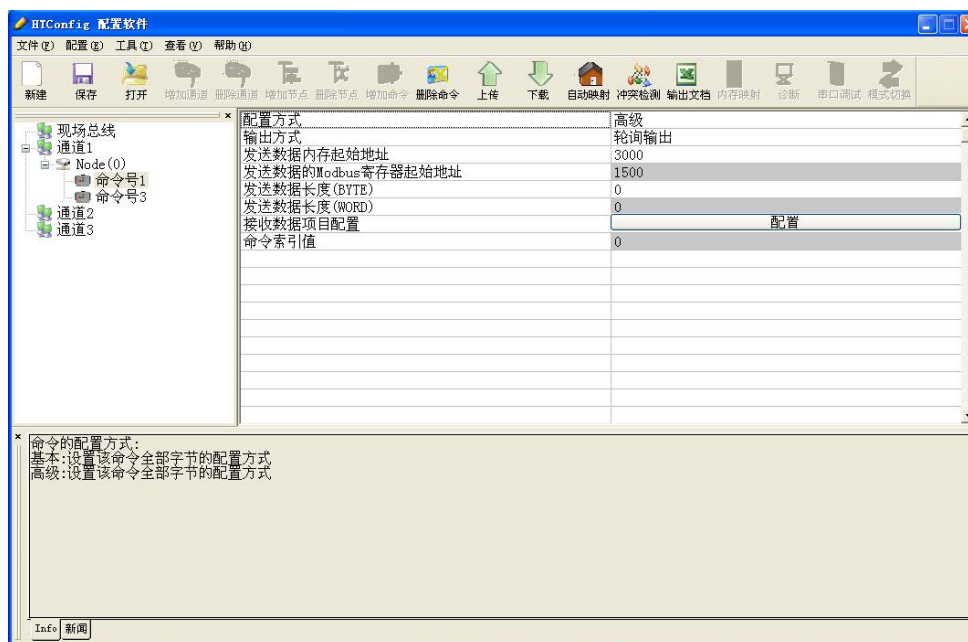 HTConfig 配置软件
文件(F) 配置(E) 工具(T) 查看(V) 帮助(H)
新建 保存 打开 增加通道 删除通道 增加节点 删除节点 增加命令 删除命令 上传 下载 自动映射 冲突检测 输出文档 内存映射 诊断 串口调试 模式切换
现场总线
通道1
Node(0)
命令号1
命令号3
通道2
通道3
配置方式 高级
输出方式 轮询输出
发送数据内存起始地址 3000
发送数据的Modbus寄存器起始地址 1500
发送数据长度(BYTE) 0
发送数据长度(WORD) 0
接收数据项目配置 配置
命令索引值 0
命令的配置方式:
基本:设置该命令全部字节的配置方式
高级:设置该命令全部字节的配置方式
Info 新闻